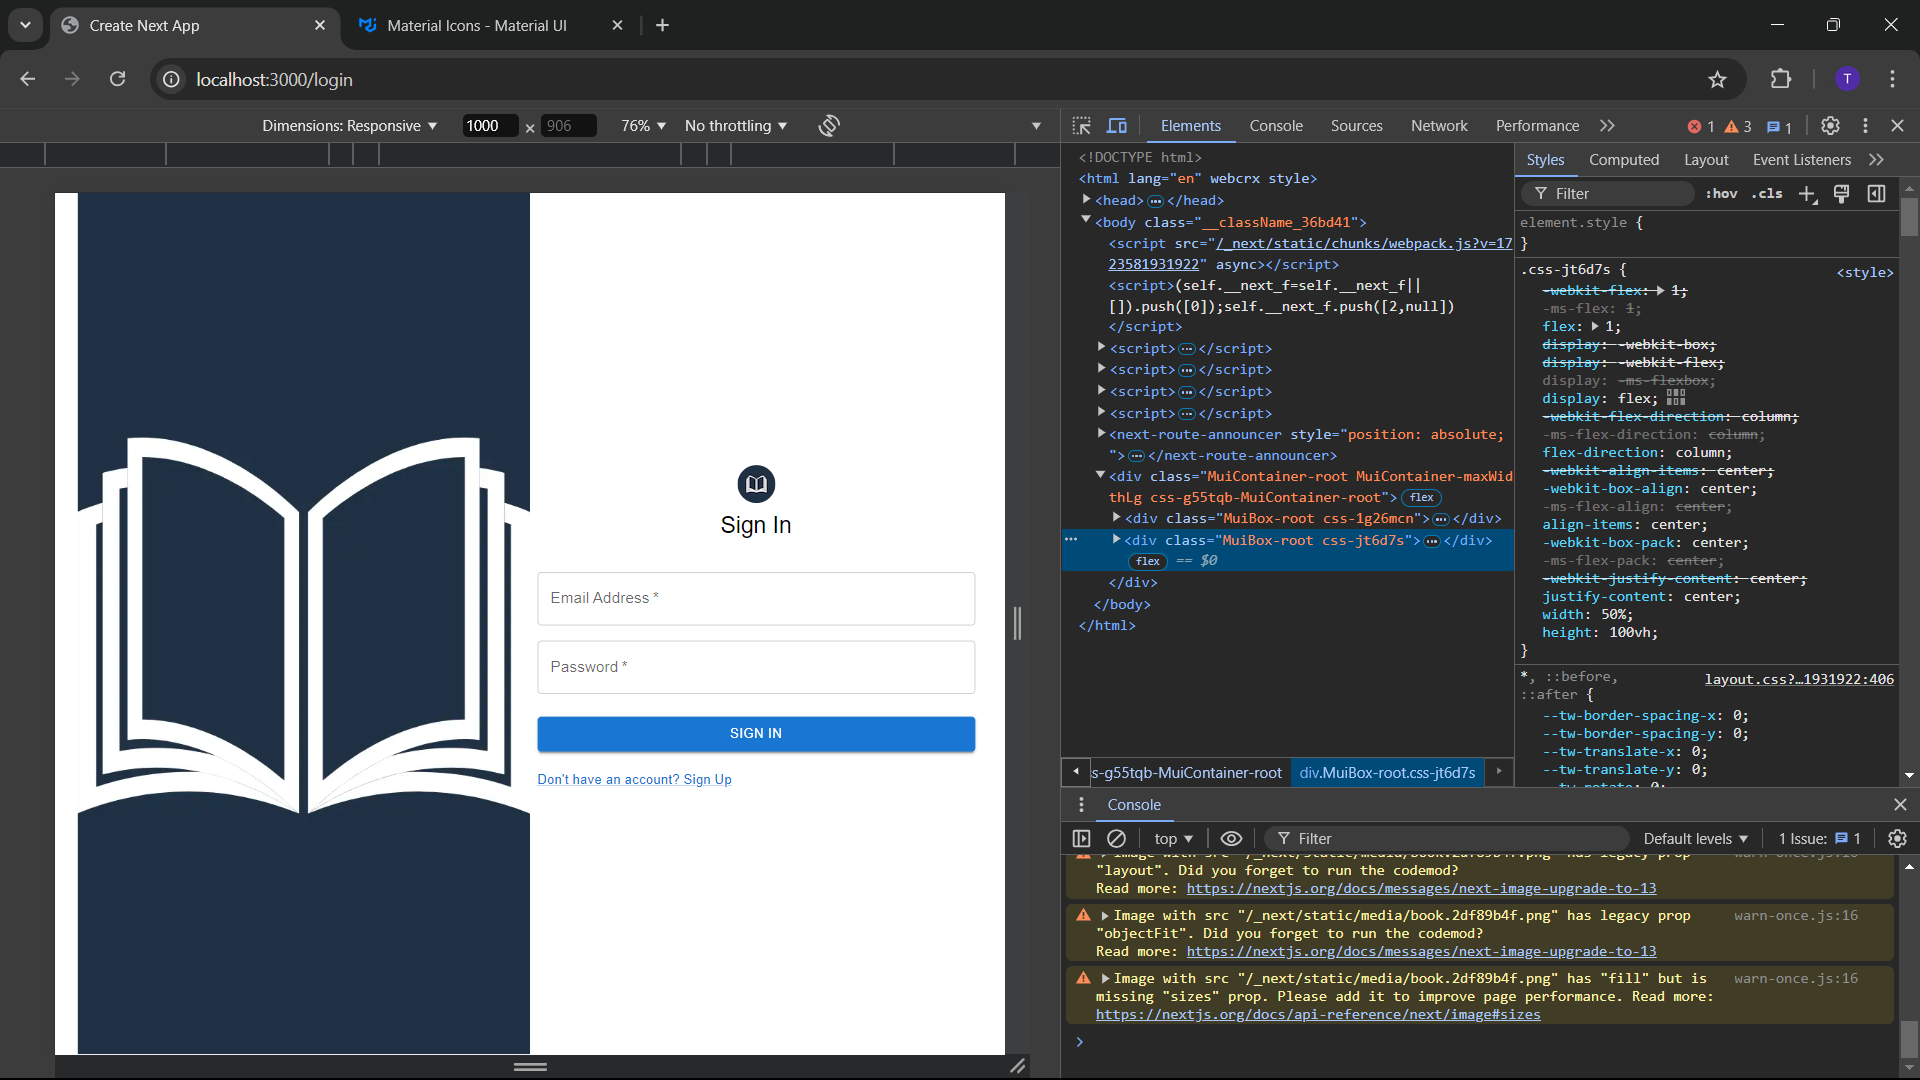 Create Next App
Material Icons - Material UI
localhost:3000/login
T
Dimensions: Responsive
1000 × 906
76%
No throttling
Elements
Console
Sources
Network
Performance
1
3
1
Sign In
Email Address *
Password *
SIGN IN
Don't have an account? Sign Up
<!DOCTYPE html>
<html lang="en" webcrx style>
<head>…</head>
<body class="__className_36bd41">
<script src="/_next/static/chunks/webpack.js?v=17
23581931922" async></script>
<script>(self.__next_f=self.__next_f||
[]).push([0]);self.__next_f.push([2,null])
</script>
<script>…</script>
<script>…</script>
<script>…</script>
<script>…</script>
<next-route-announcer style="position: absolute;
">…</next-route-announcer>
<div class="MuiContainer-root MuiContainer-maxWid
thLg css-g55tqb-MuiContainer-root"> flex
<div class="MuiBox-root css-1g26mcn">…</div>
<div class="MuiBox-root css-jt6d7s">…</div>
flex == $0
</div>
</body>
</html>
s-g55tqb-MuiContainer-root
div.MuiBox-root.css-jt6d7s
Styles
Computed
Layout
Event Listeners
Filter
:hov
.cls
element.style {
}
.css-jt6d7s {
<style>
-webkit-flex: 1;
-ms-flex: 1;
flex: 1;
display: -webkit-box;
display: -webkit-flex;
display: -ms-flexbox;
display: flex;
-webkit-flex-direction: column;
-ms-flex-direction: column;
flex-direction: column;
-webkit-align-items: center;
-webkit-box-align: center;
-ms-flex-align: center;
align-items: center;
-webkit-box-pack: center;
-ms-flex-pack: center;
-webkit-justify-content: center;
justify-content: center;
width: 50%;
height: 100vh;
}
*, ::before,
layout.css?…1931922:406
::after {
--tw-border-spacing-x: 0;
--tw-border-spacing-y: 0;
--tw-translate-x: 0;
--tw-translate-y: 0;
--tw-rotate: 0;
Console
top
Filter
Default levels
1 Issue: 1
"layout". Did you forget to run the codemod?
Read more: https://nextjs.org/docs/messages/next-image-upgrade-to-13
Image with src "/_next/static/media/book.2df89b4f.png" has legacy prop
warn-once.js:16
"objectFit". Did you forget to run the codemod?
Read more: https://nextjs.org/docs/messages/next-image-upgrade-to-13
Image with src "/_next/static/media/book.2df89b4f.png" has "fill" but is
warn-once.js:16
missing "sizes" prop. Please add it to improve page performance. Read more:
https://nextjs.org/docs/api-reference/next/image#sizes